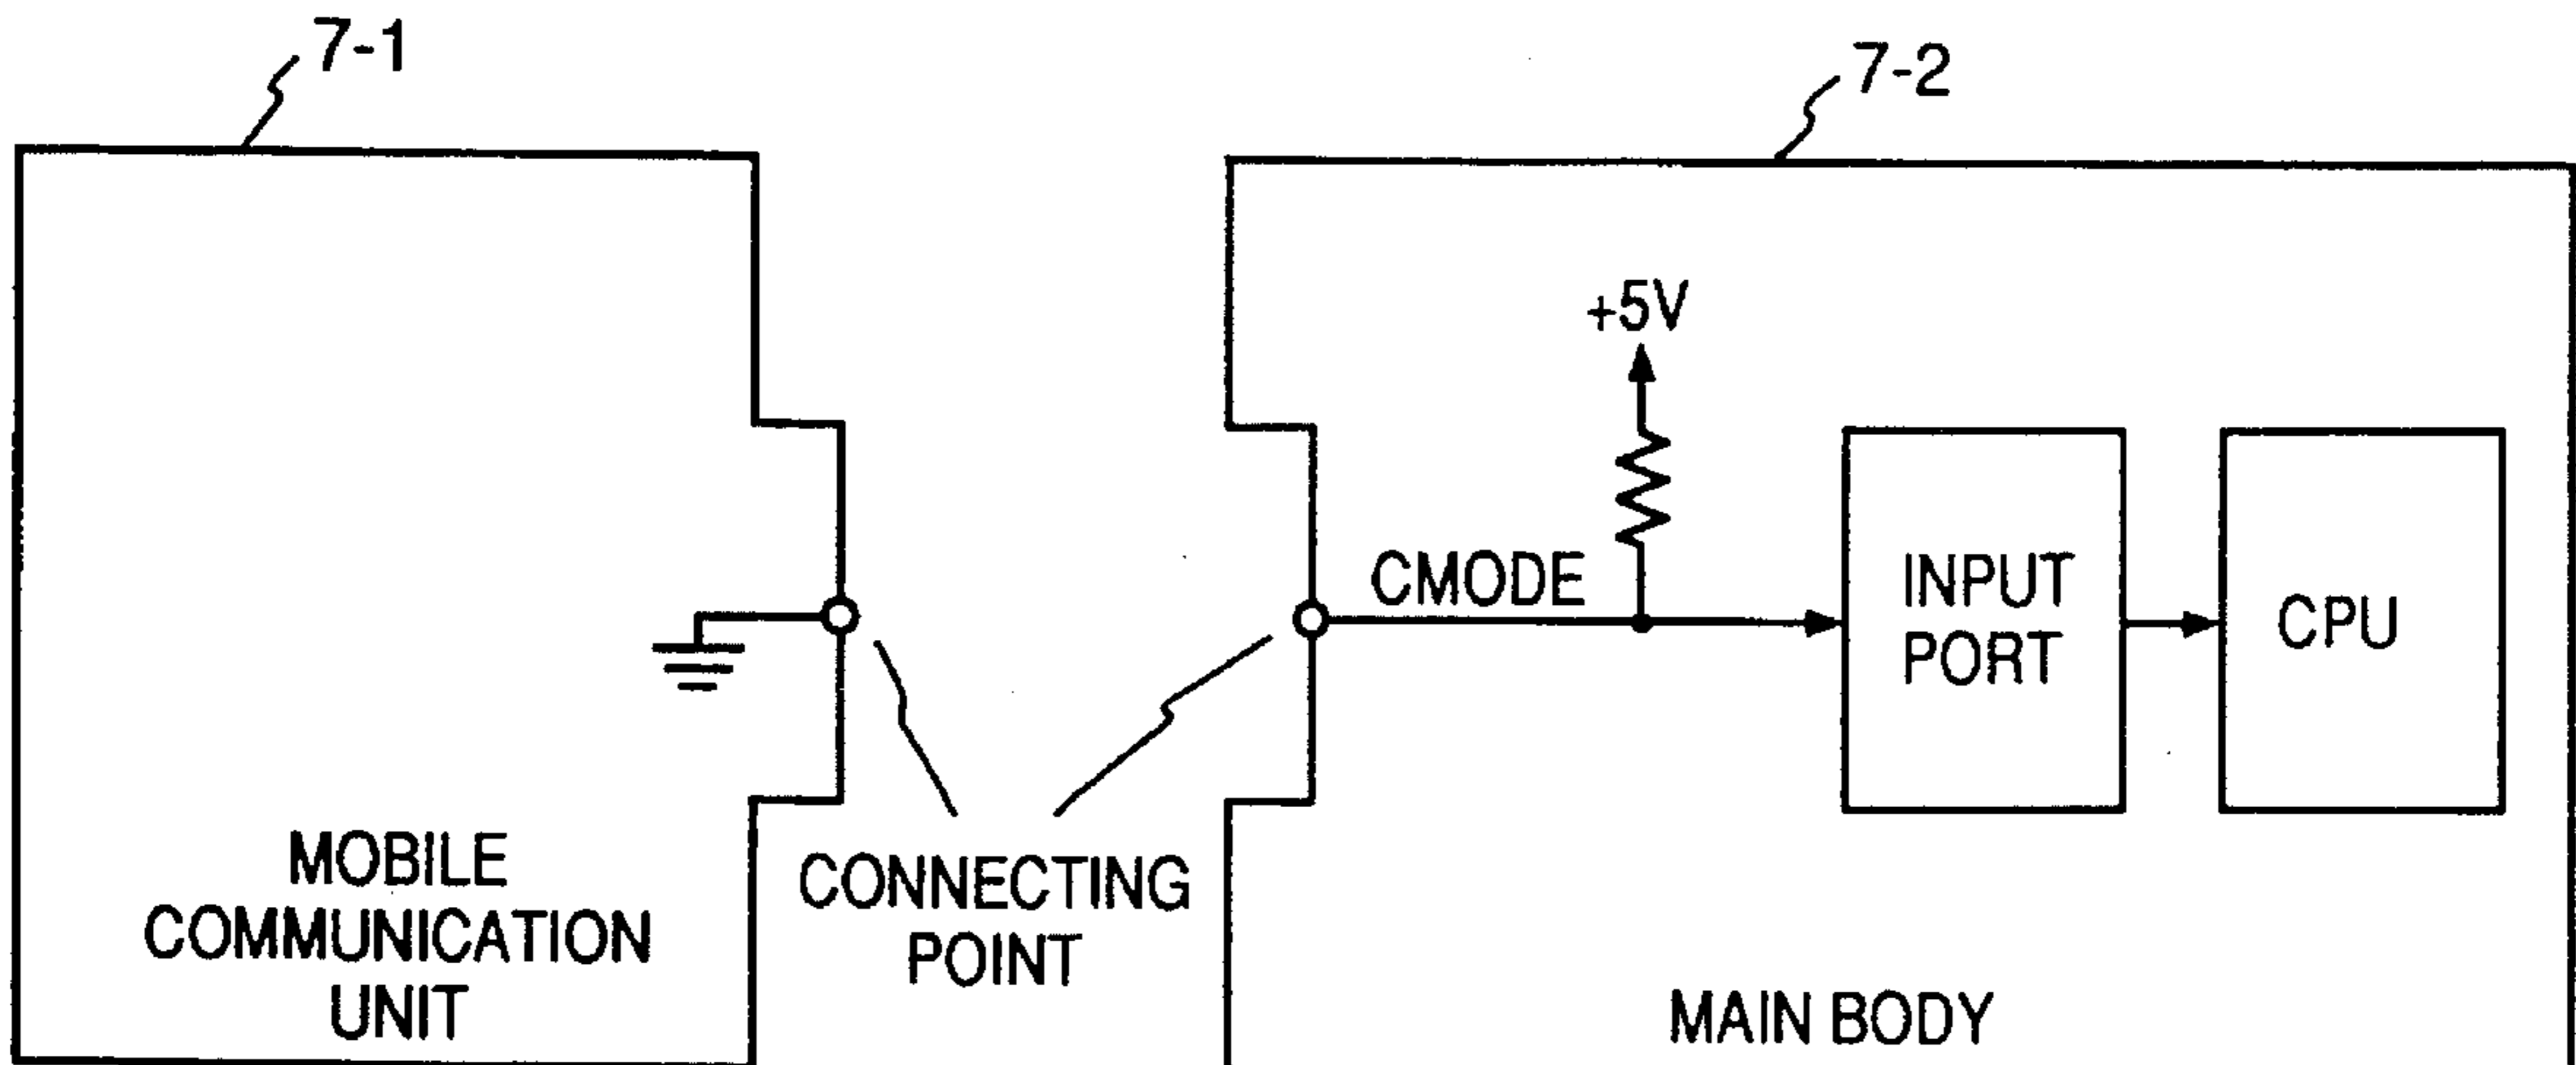 7-1
7-2
+5V
CMODE
INPUT
PORT
CPU
MOBILE
COMMUNICATION
UNIT
CONNECTING
POINT
MAIN BODY